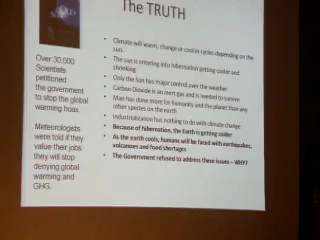 The TRUTH
Over 30,000
Scientists
petitioned
the government
to stop the global
warming hoax.
Meteorologists
were told if they
value their jobs
they will stop
denying global
warming and
GHG.
• Climate will warm, change or cool in cycles depending on the
sun.
• The sun is entering into hibernation getting cooler and
shrinking
• Only the Sun has major control over the weather
• Carbon Dioxide is an inert gas and is needed to survive
• Man has done more for humanity and the planet than any
other species on the earth
• Industrialization has nothing to do with climate change
• Because of hibernation, the Earth is getting colder
• As the earth cools, humans will be faced with earthquakes,
volcanoes and food shortages
• The Government refused to address these issues – WHY?